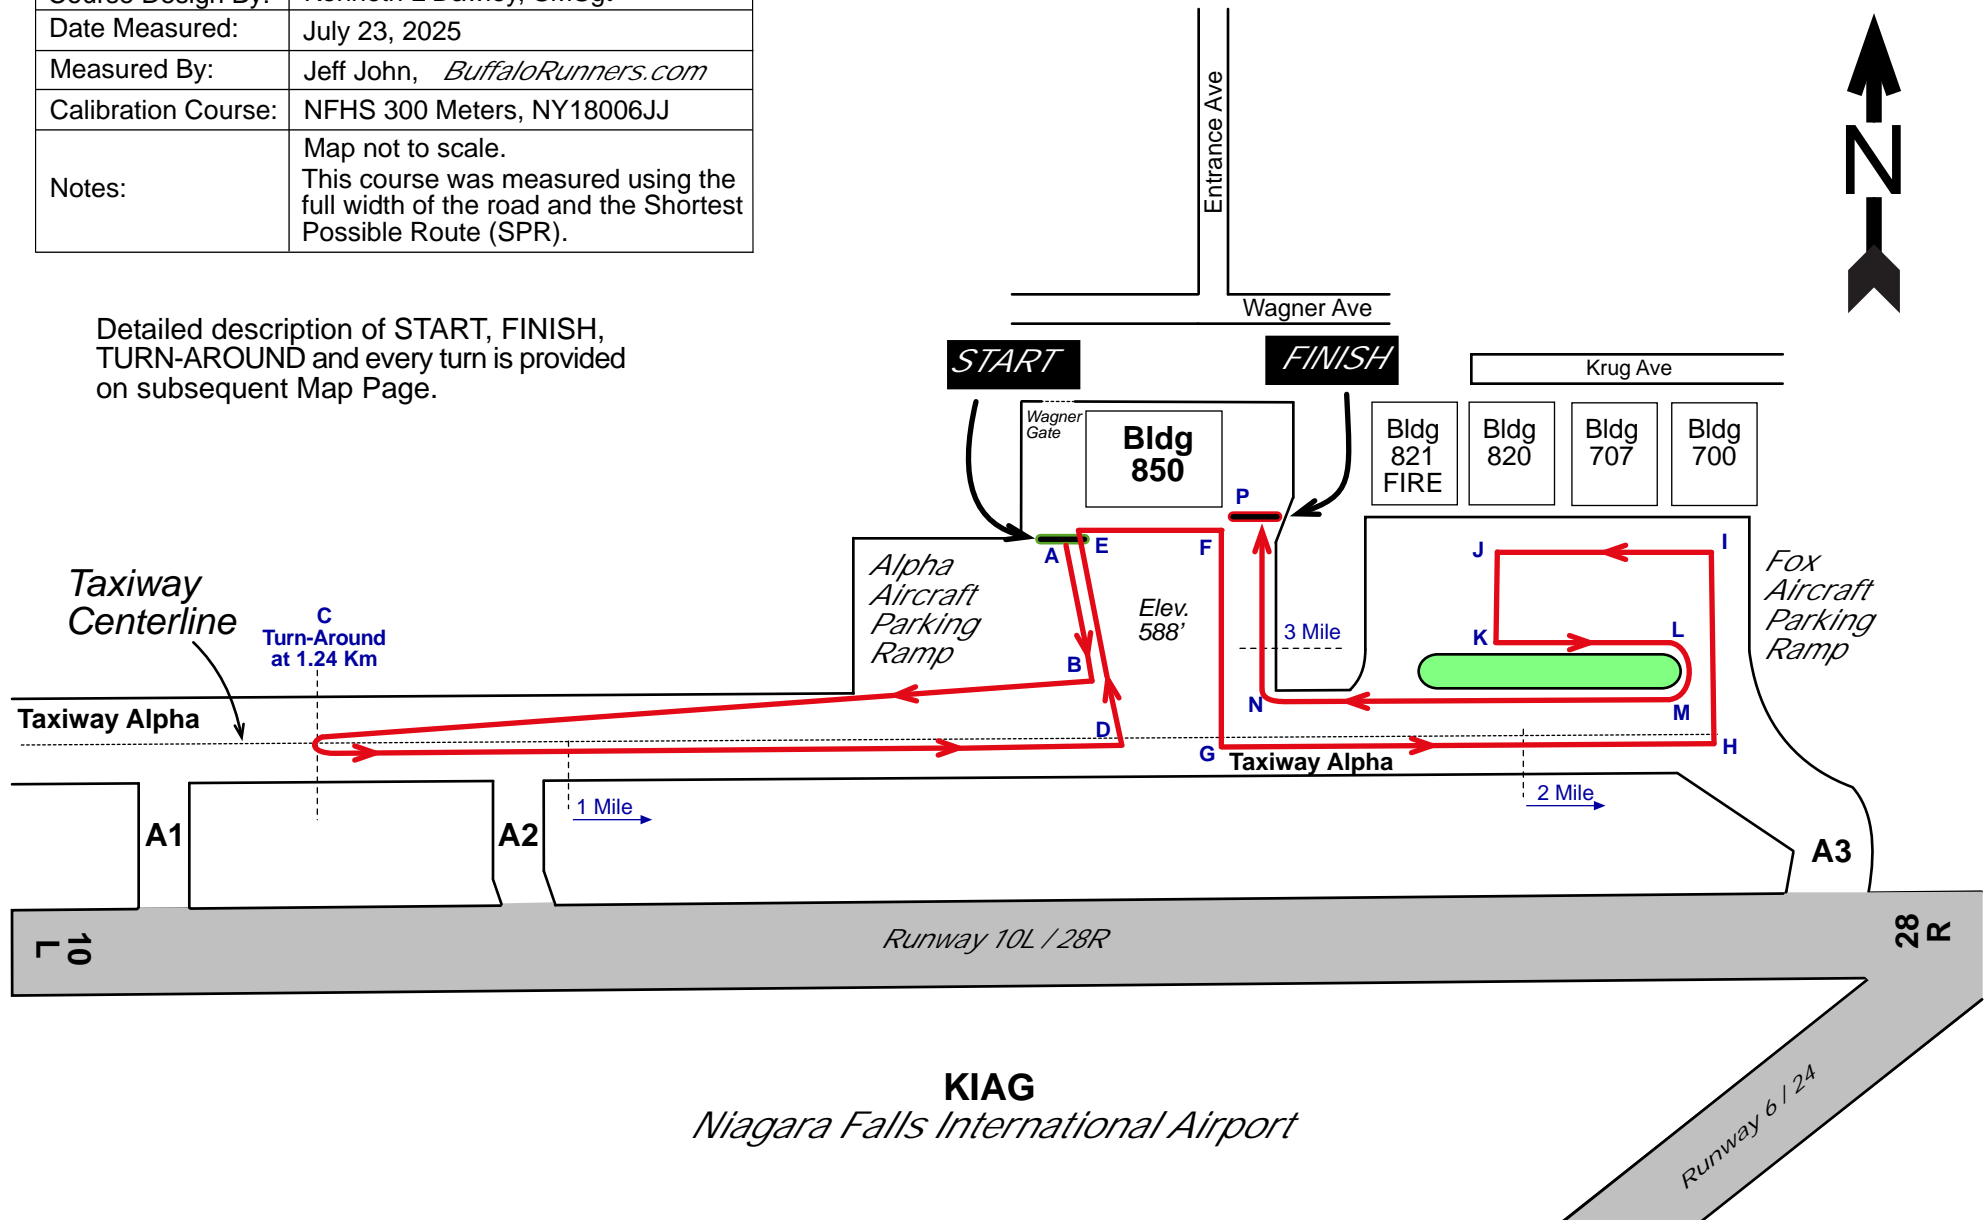 Date Measured: July 23, 2025
Measured By: Jeff John, BuffaloRunners.com
Calibration Course: NFHS 300 Meters, NY18006JJ
Notes:
Map not to scale.
This course was measured using the
full width of the road and the Shortest
Possible Route (SPR).
Detailed description of START, FINISH,
TURN-AROUND and every turn is provided
on subsequent Map Page.
Entrance Ave
N
Wagner Ave
START
FINISH
Krug Ave
Wagner
Gate
Bldg
850
Bldg
821
FIRE
Bldg
820
Bldg
707
Bldg
700
P
A
E
F
J
I
Alpha
Aircraft
Parking
Ramp
Fox
Aircraft
Parking
Ramp
Taxiway
Centerline
C
Turn-Around
at 1.24 Km
Elev.
588’
3 Mile
K
L
B
N
M
D
G
H
Taxiway Alpha
Taxiway Alpha
1 Mile
2 Mile
A1
A2
A3
10
L
Runway 10L / 28R
28
R
KIAG
Niagara Falls International Airport
Runway 6 / 24